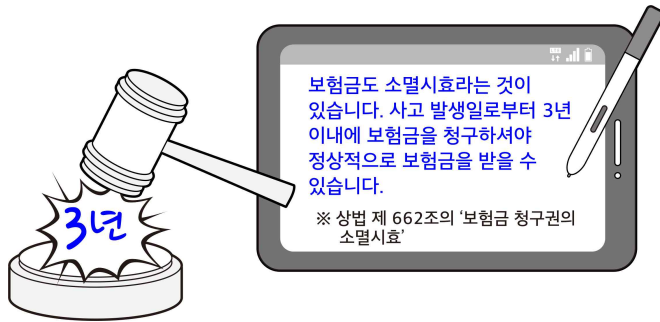 LTE
보험금도 소멸시효라는 것이
있습니다. 사고 발생일로부터 3년
이내에 보험금을 청구하셔야
정상적으로 보험금을 받을 수
있습니다.
※ 상법 제 662조의 ‘보험금 청구권의
소멸시효’
3년